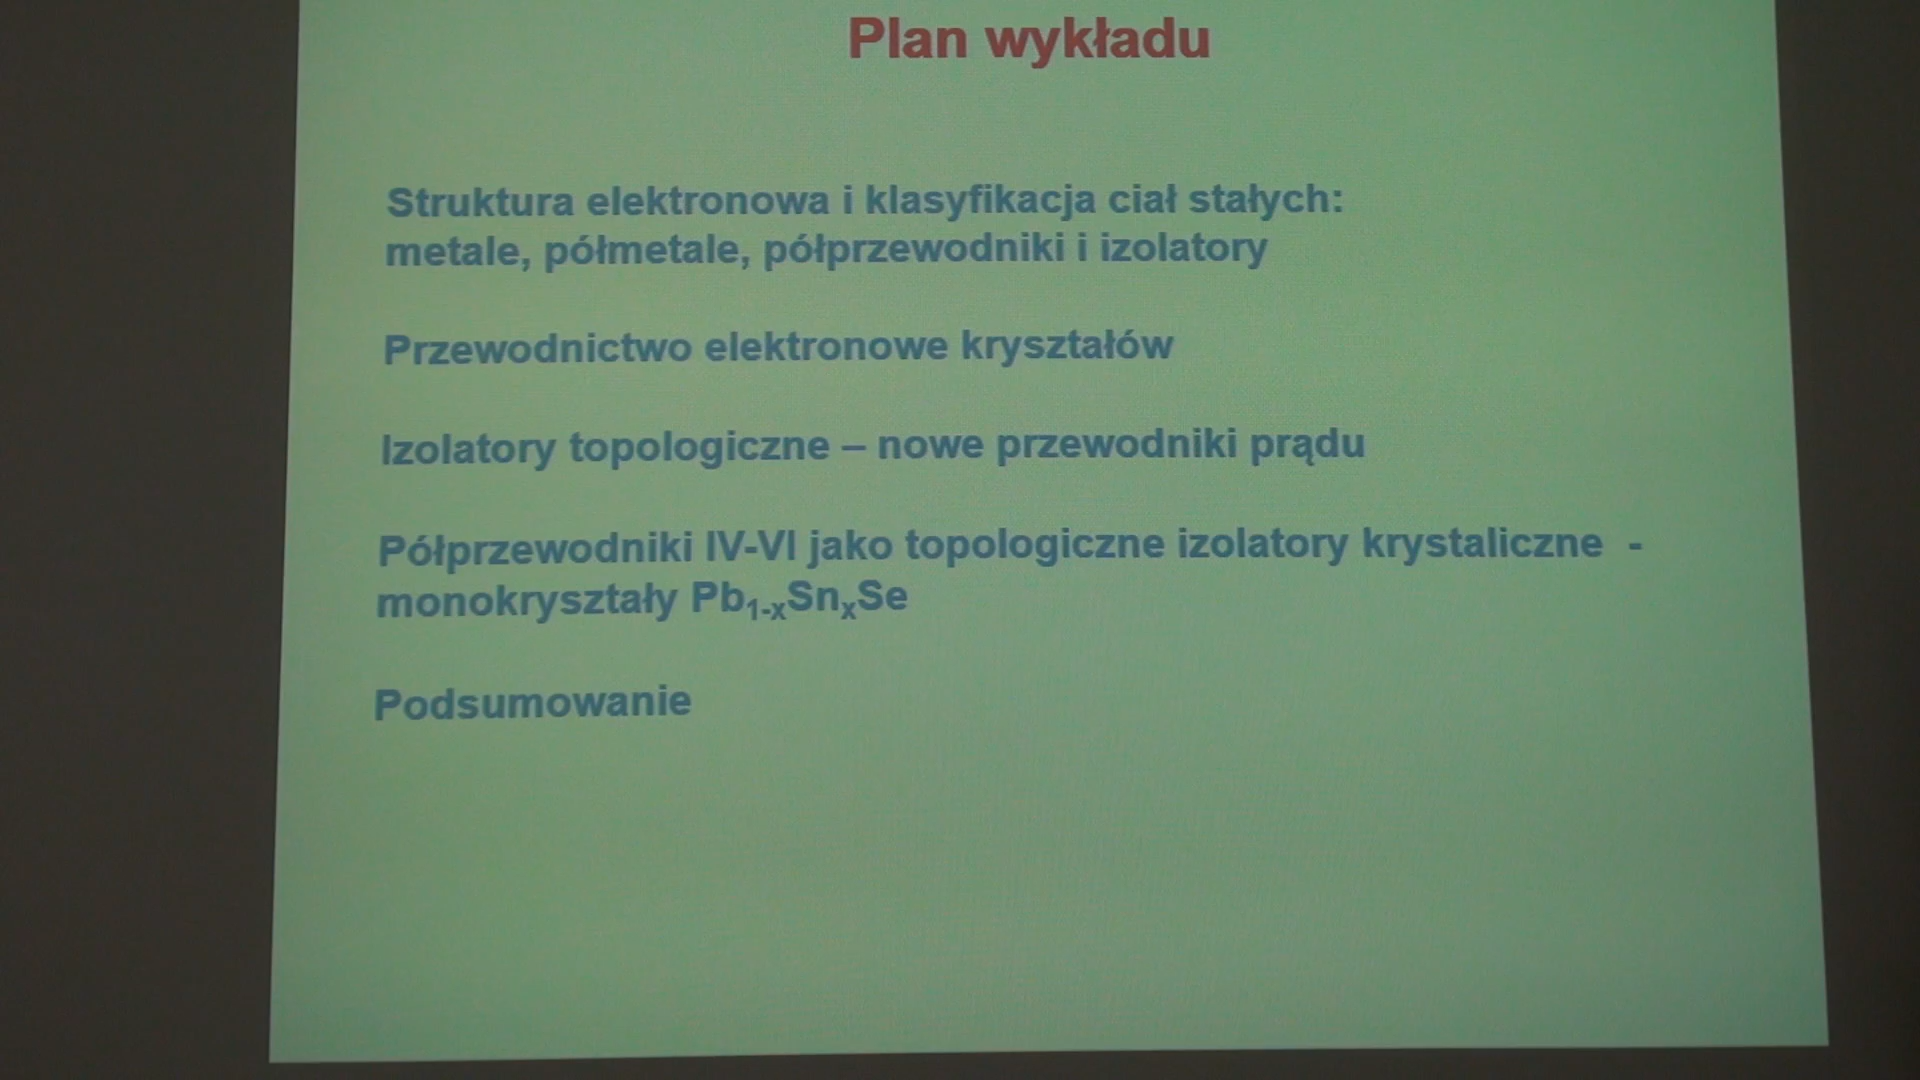 Plan wykładu
Struktura elektronowa i klasyfikacja ciał stałych:
metale, półmetale, półprzewodniki i izolatory
Przewodnictwo elektronowe kryształów
Izolatory topologiczne – nowe przewodniki prądu
Półprzewodniki IV-VI jako topologiczne izolatory krystaliczne -
monokryształy Pb₁₋ₓSnₓSe
Podsumowanie